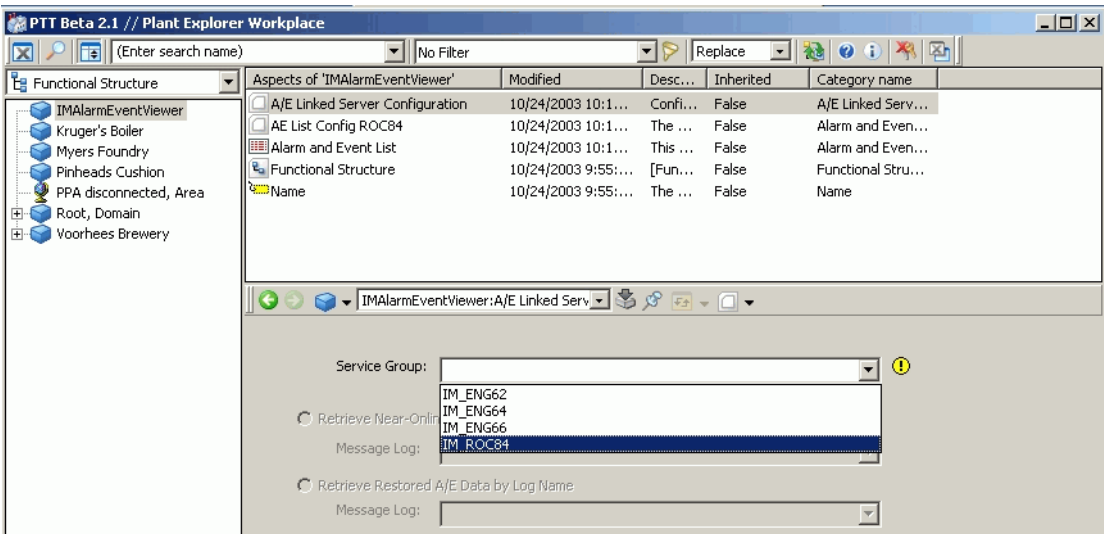 PTT Beta 2.1 // Plant Explorer Workplace
(Enter search name) No Filter Replace
Functional Structure
IMAlarmEventViewer
Kruger's Boiler
Myers Foundry
Pinheads Cushion
PPA disconnected, Area
Root, Domain
Voorhees Brewery
Aspects of 'IMAlarmEventViewer' Modified Desc... Inherited Category name
A/E Linked Server Configuration 10/24/2003 10:1... Confi... False A/E Linked Serv...
AE List Config ROC84 10/24/2003 10:1... The ... False Alarm and Even...
Alarm and Event List 10/24/2003 10:1... This ... False Alarm and Even...
Functional Structure 10/24/2003 9:55:... [Fun... False Functional Stru...
Name 10/24/2003 9:55:... The ... False Name
IMAlarmEventViewer:A/E Linked Serv
Service Group:
IM_ENG62
IM_ENG64
IM_ENG66
IM_ROC84
Retrieve Near-Onlin
Message Log:
Retrieve Restored A/E Data by Log Name
Message Log: